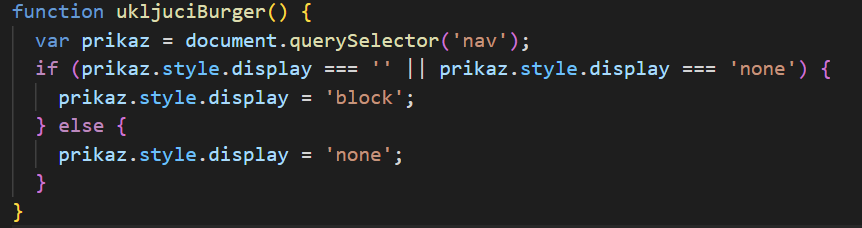 function ukljuciBurger() {
  var prikaz = document.querySelector('nav');
  if (prikaz.style.display === '' || prikaz.style.display === 'none') {
    prikaz.style.display = 'block';
  } else {
    prikaz.style.display = 'none';
  }
}